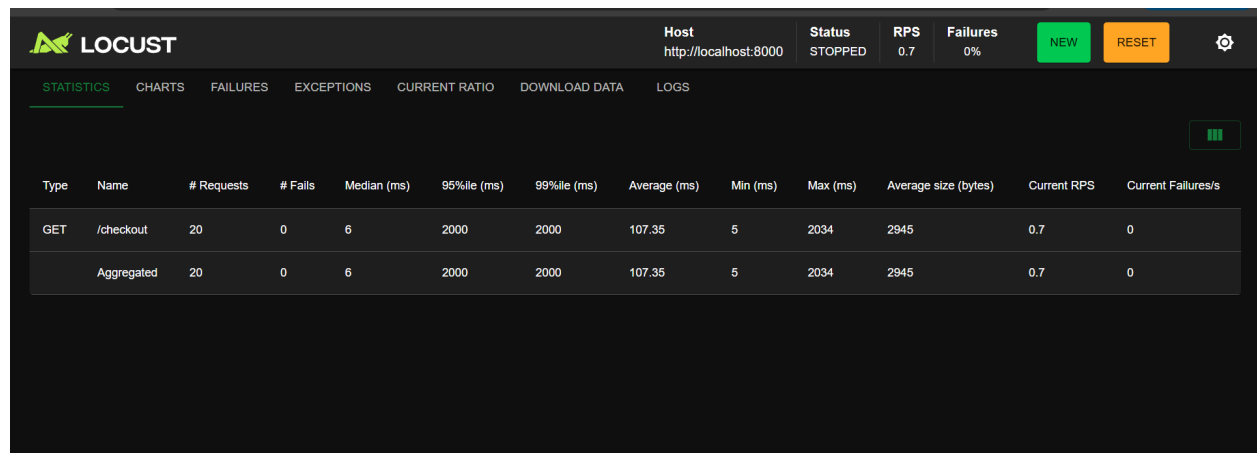 LOCUST
Host
http://localhost:8000
Status
STOPPED
RPS
0.7
Failures
0%
NEW
RESET
STATISTICS CHARTS FAILURES EXCEPTIONS CURRENT RATIO DOWNLOAD DATA LOGS
Type Name # Requests # Fails Median (ms) 95%ile (ms) 99%ile (ms) Average (ms) Min (ms) Max (ms) Average size (bytes) Current RPS Current Failures/s
GET /checkout 20 0 6 2000 2000 107.35 5 2034 2945 0.7 0
Aggregated 20 0 6 2000 2000 107.35 5 2034 2945 0.7 0